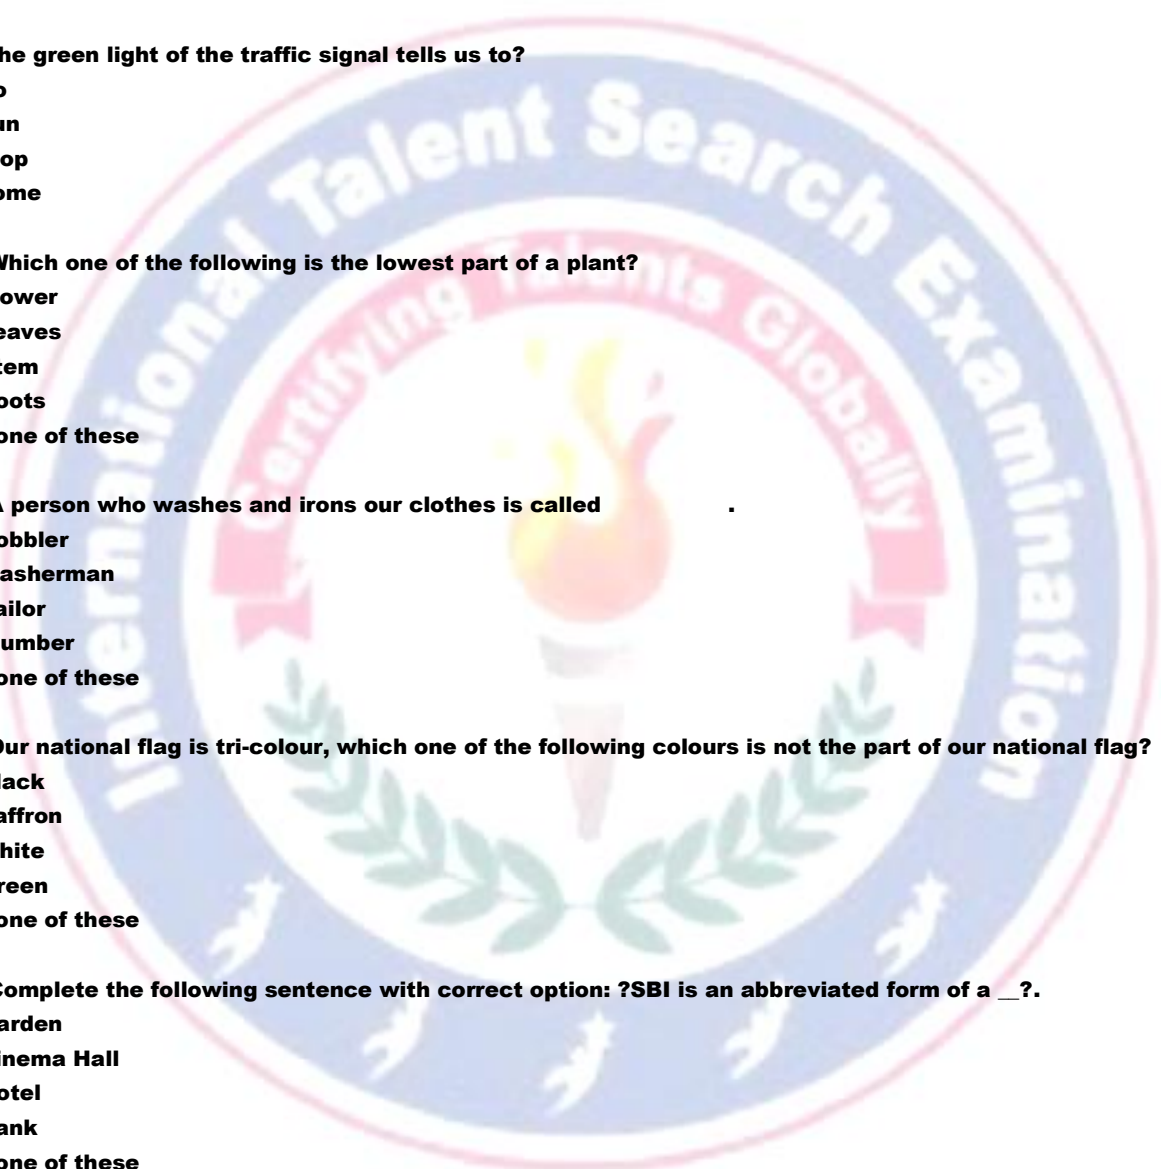 he green light of the traffic signal tells us to?
o
un
op
ome
Which one of the following is the lowest part of a plant?
ower
eaves
tem
oots
one of these
A person who washes and irons our clothes is called .
obbler
asherman
ailor
umber
one of these
Our national flag is tri-colour, which one of the following colours is not the part of our national flag?
lack
affron
hite
reen
one of these
Complete the following sentence with correct option: ?SBI is an abbreviated form of a __?.
arden
inema Hall
otel
ank
one of these
International Talent Search Examination
Certifying Talents Globally